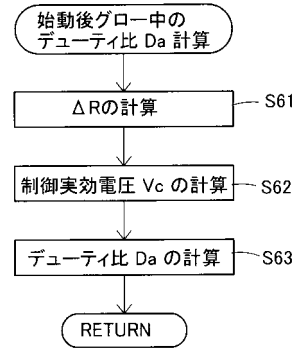 始動後グロー中の
デューティ比 Da 計算
ΔRの計算
S61
制御実効電圧 Vc の計算
S62
デューティ比 Da の計算
S63
RETURN